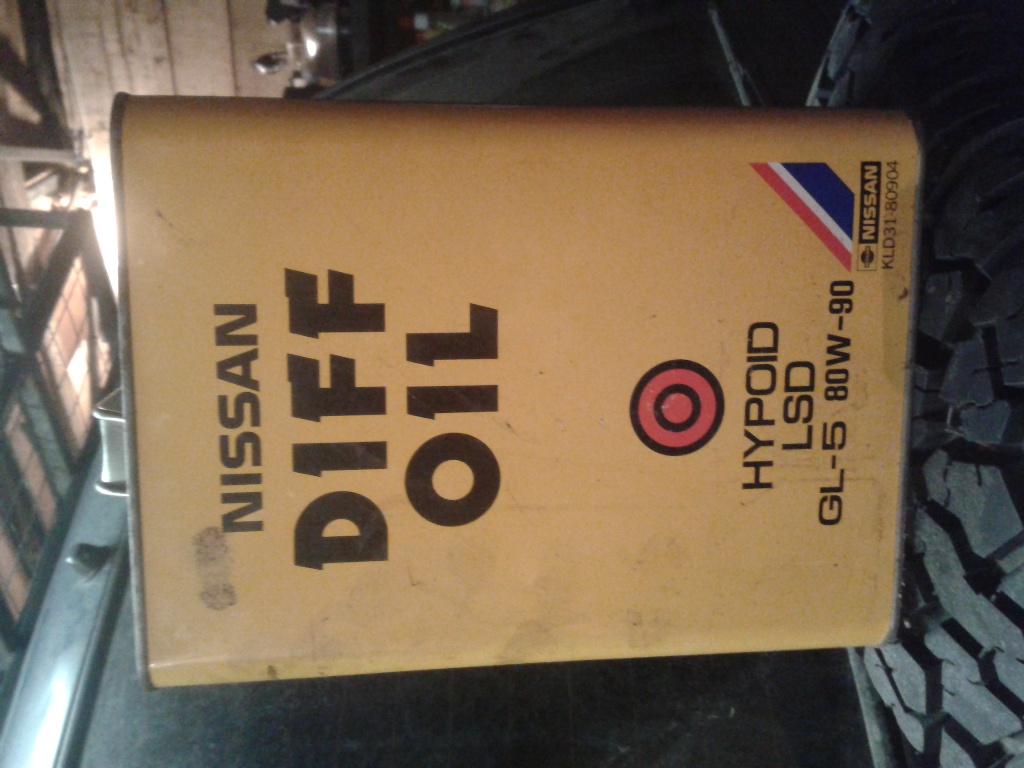 NISSAN
DIFF
OIL
HYPOID
LSD
GL-5 80W-90
NISSAN
KLD31-80904